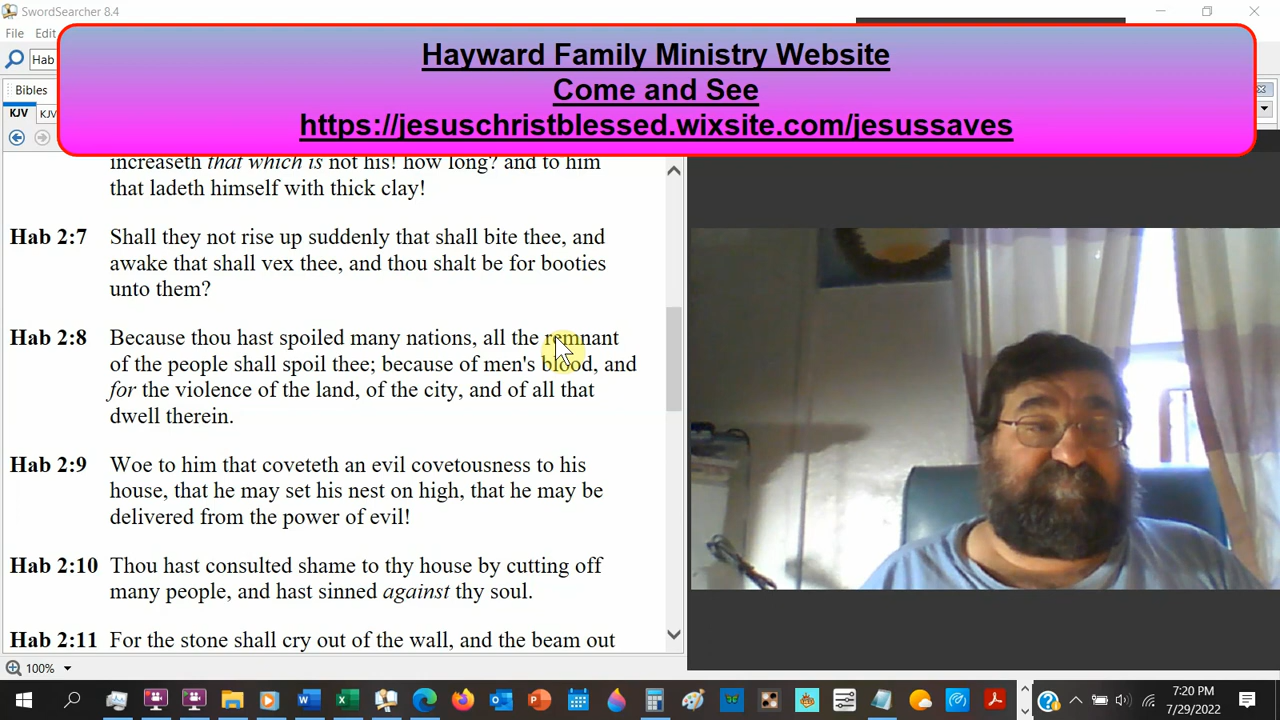 SwordSearcher 8.4
File Edi
Hayward Family Ministry Website
Come and See
https://jesuschristblessed.wixsite.com/jesussaves
Hab
Bibles
KJV KJV
increaseth that which is not his! how long? and to him
that ladeth himself with thick clay!
Hab 2:7 Shall they not rise up suddenly that shall bite thee, and
awake that shall vex thee, and thou shalt be for booties
unto them?
Hab 2:8 Because thou hast spoiled many nations, all the remnant
of the people shall spoil thee; because of men's blood, and
for the violence of the land, of the city, and of all that
dwell therein.
Hab 2:9 Woe to him that coveteth an evil covetousness to his
house, that he may set his nest on high, that he may be
delivered from the power of evil!
Hab 2:10 Thou hast consulted shame to thy house by cutting off
many people, and hast sinned against thy soul.
Hab 2:11 For the stone shall cry out of the wall, and the beam out
100%
7:20 PM
7/29/2022